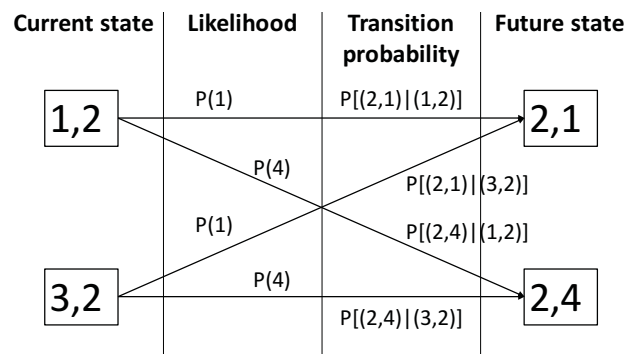 Current state
Likelihood
Transition
probability
Future state
P(1)
P[(2,1)|(1,2)]
1,2
2,1
P(4)
P[(2,1)|(3,2)]
P(1)
P[(2,4)|(1,2)]
P(4)
3,2
2,4
P[(2,4)|(3,2)]